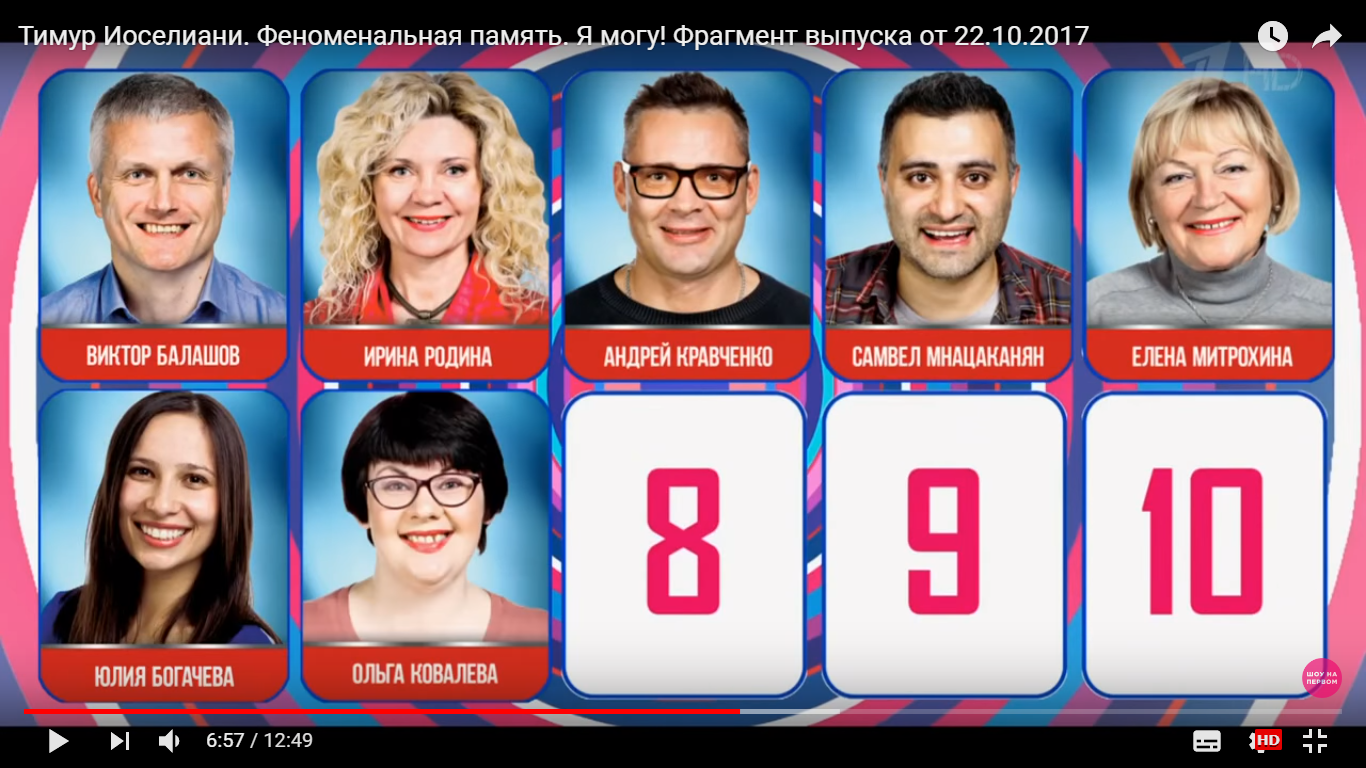 Тимур Иоселиани. Феноменальная память. Я могу! Фрагмент выпуска от 22.10.2017
HD
ВИКТОР БАЛАШОВ
ИРИНА РОДИНА
АНДРЕЙ КРАВЧЕНКО
САМВЕЛ МНАЦАКАНЯН
ЕЛЕНА МИТРОХИНА
ЮЛИЯ БОГАЧЕВА
ОЛЬГА КОВАЛЕВА
8
9
10
ШОУ НА
ПЕРВОМ
6:57 / 12:49
HD